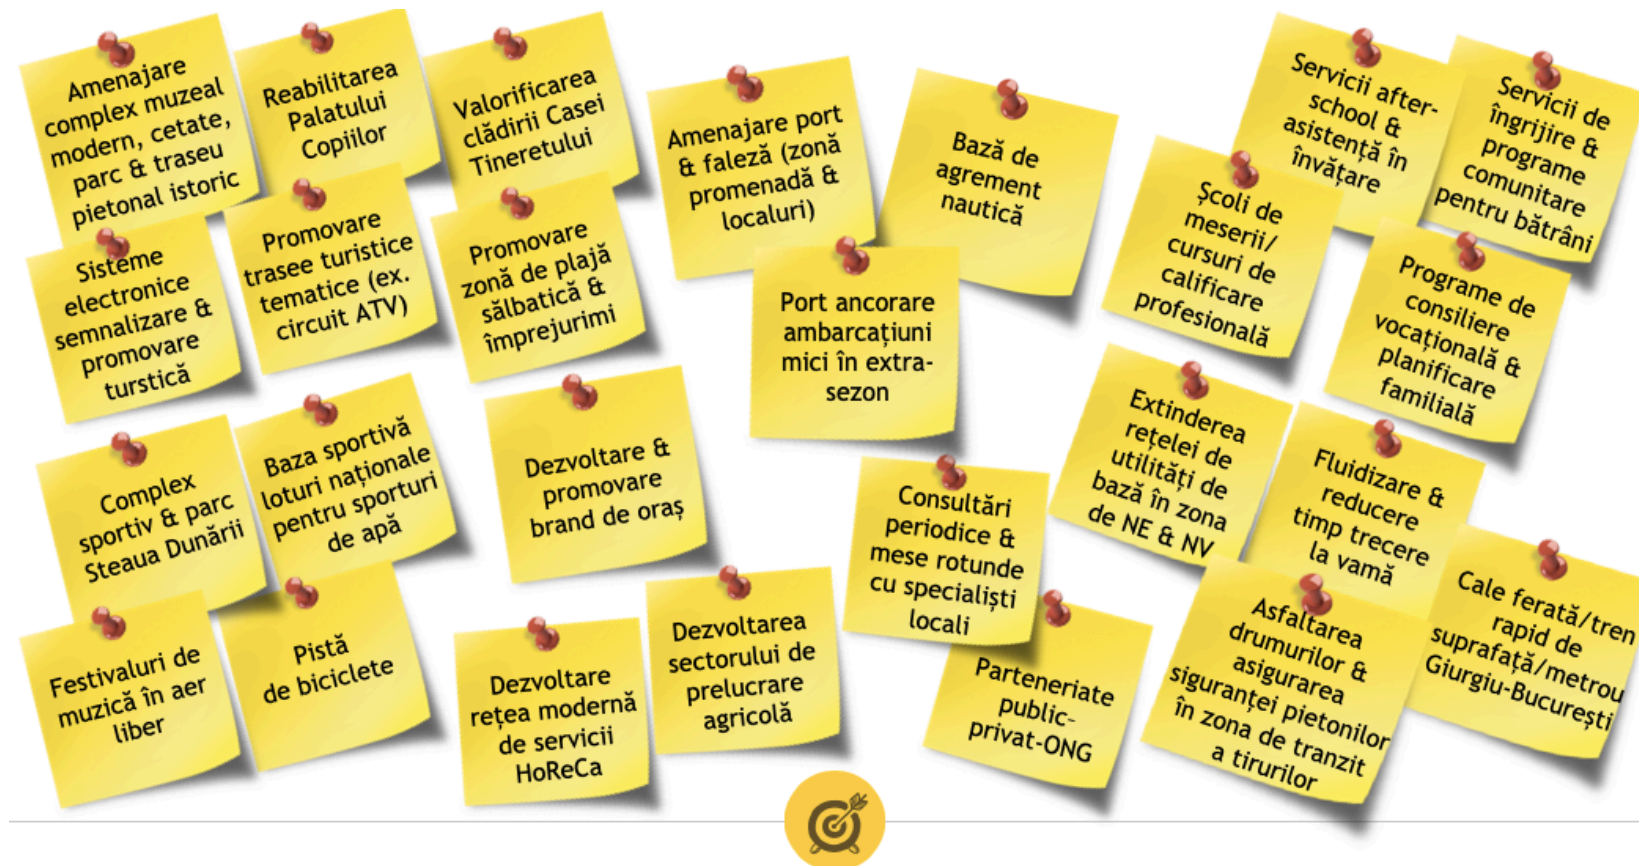 Amenajare
complex muzeal
modern, cetate,
parc & traseu
pietonal istoric
Reabilitarea
Palatului
Copiilor
Valorificarea
clădirii Casei
Tineretului
Amenajare port
& faleză (zonă
promenadă &
localuri)
Bază de
agrement
nautică
Servicii after-
school &
asistență în
învățare
Servicii de
îngrijire &
programe
comunitare
pentru bătrâni
Sisteme
electronice
semnalizare &
promovare
turstică
Promovare
trasee turistice
tematice (ex.
circuit ATV)
Promovare
zonă de plajă
sălbatică &
împrejurimi
Port ancorare
ambarcațiuni
mici în extra-
sezon
Școli de
meserii/
cursuri de
calificare
profesională
Programe de
consiliere
vocațională &
planificare
familială
Complex
sportiv & parc
Steaua Dunării
Baza sportivă
loturi naționale
pentru sporturi
de apă
Dezvoltare &
promovare
brand de oraș
Consultări
periodice &
mese rotunde
cu specialiști
locali
Extinderea
rețelei de
utilități de
bază în zona
de NE & NV
Fluidizare &
reducere
timp trecere
la vamă
Festivaluri de
muzică în aer
liber
Pistă
de biciclete
Dezvoltare
rețea modernă
de servicii
HoReCa
Dezvoltarea
sectorului de
prelucrare
agricolă
Parteneriate
public-
privat-ONG
Asfaltarea
drumurilor &
asigurarea
siguranței pietonilor
în zona de tranzit
a tirurilor
Cale ferată/tren
rapid de
suprafață/metrou
Giurgiu-București